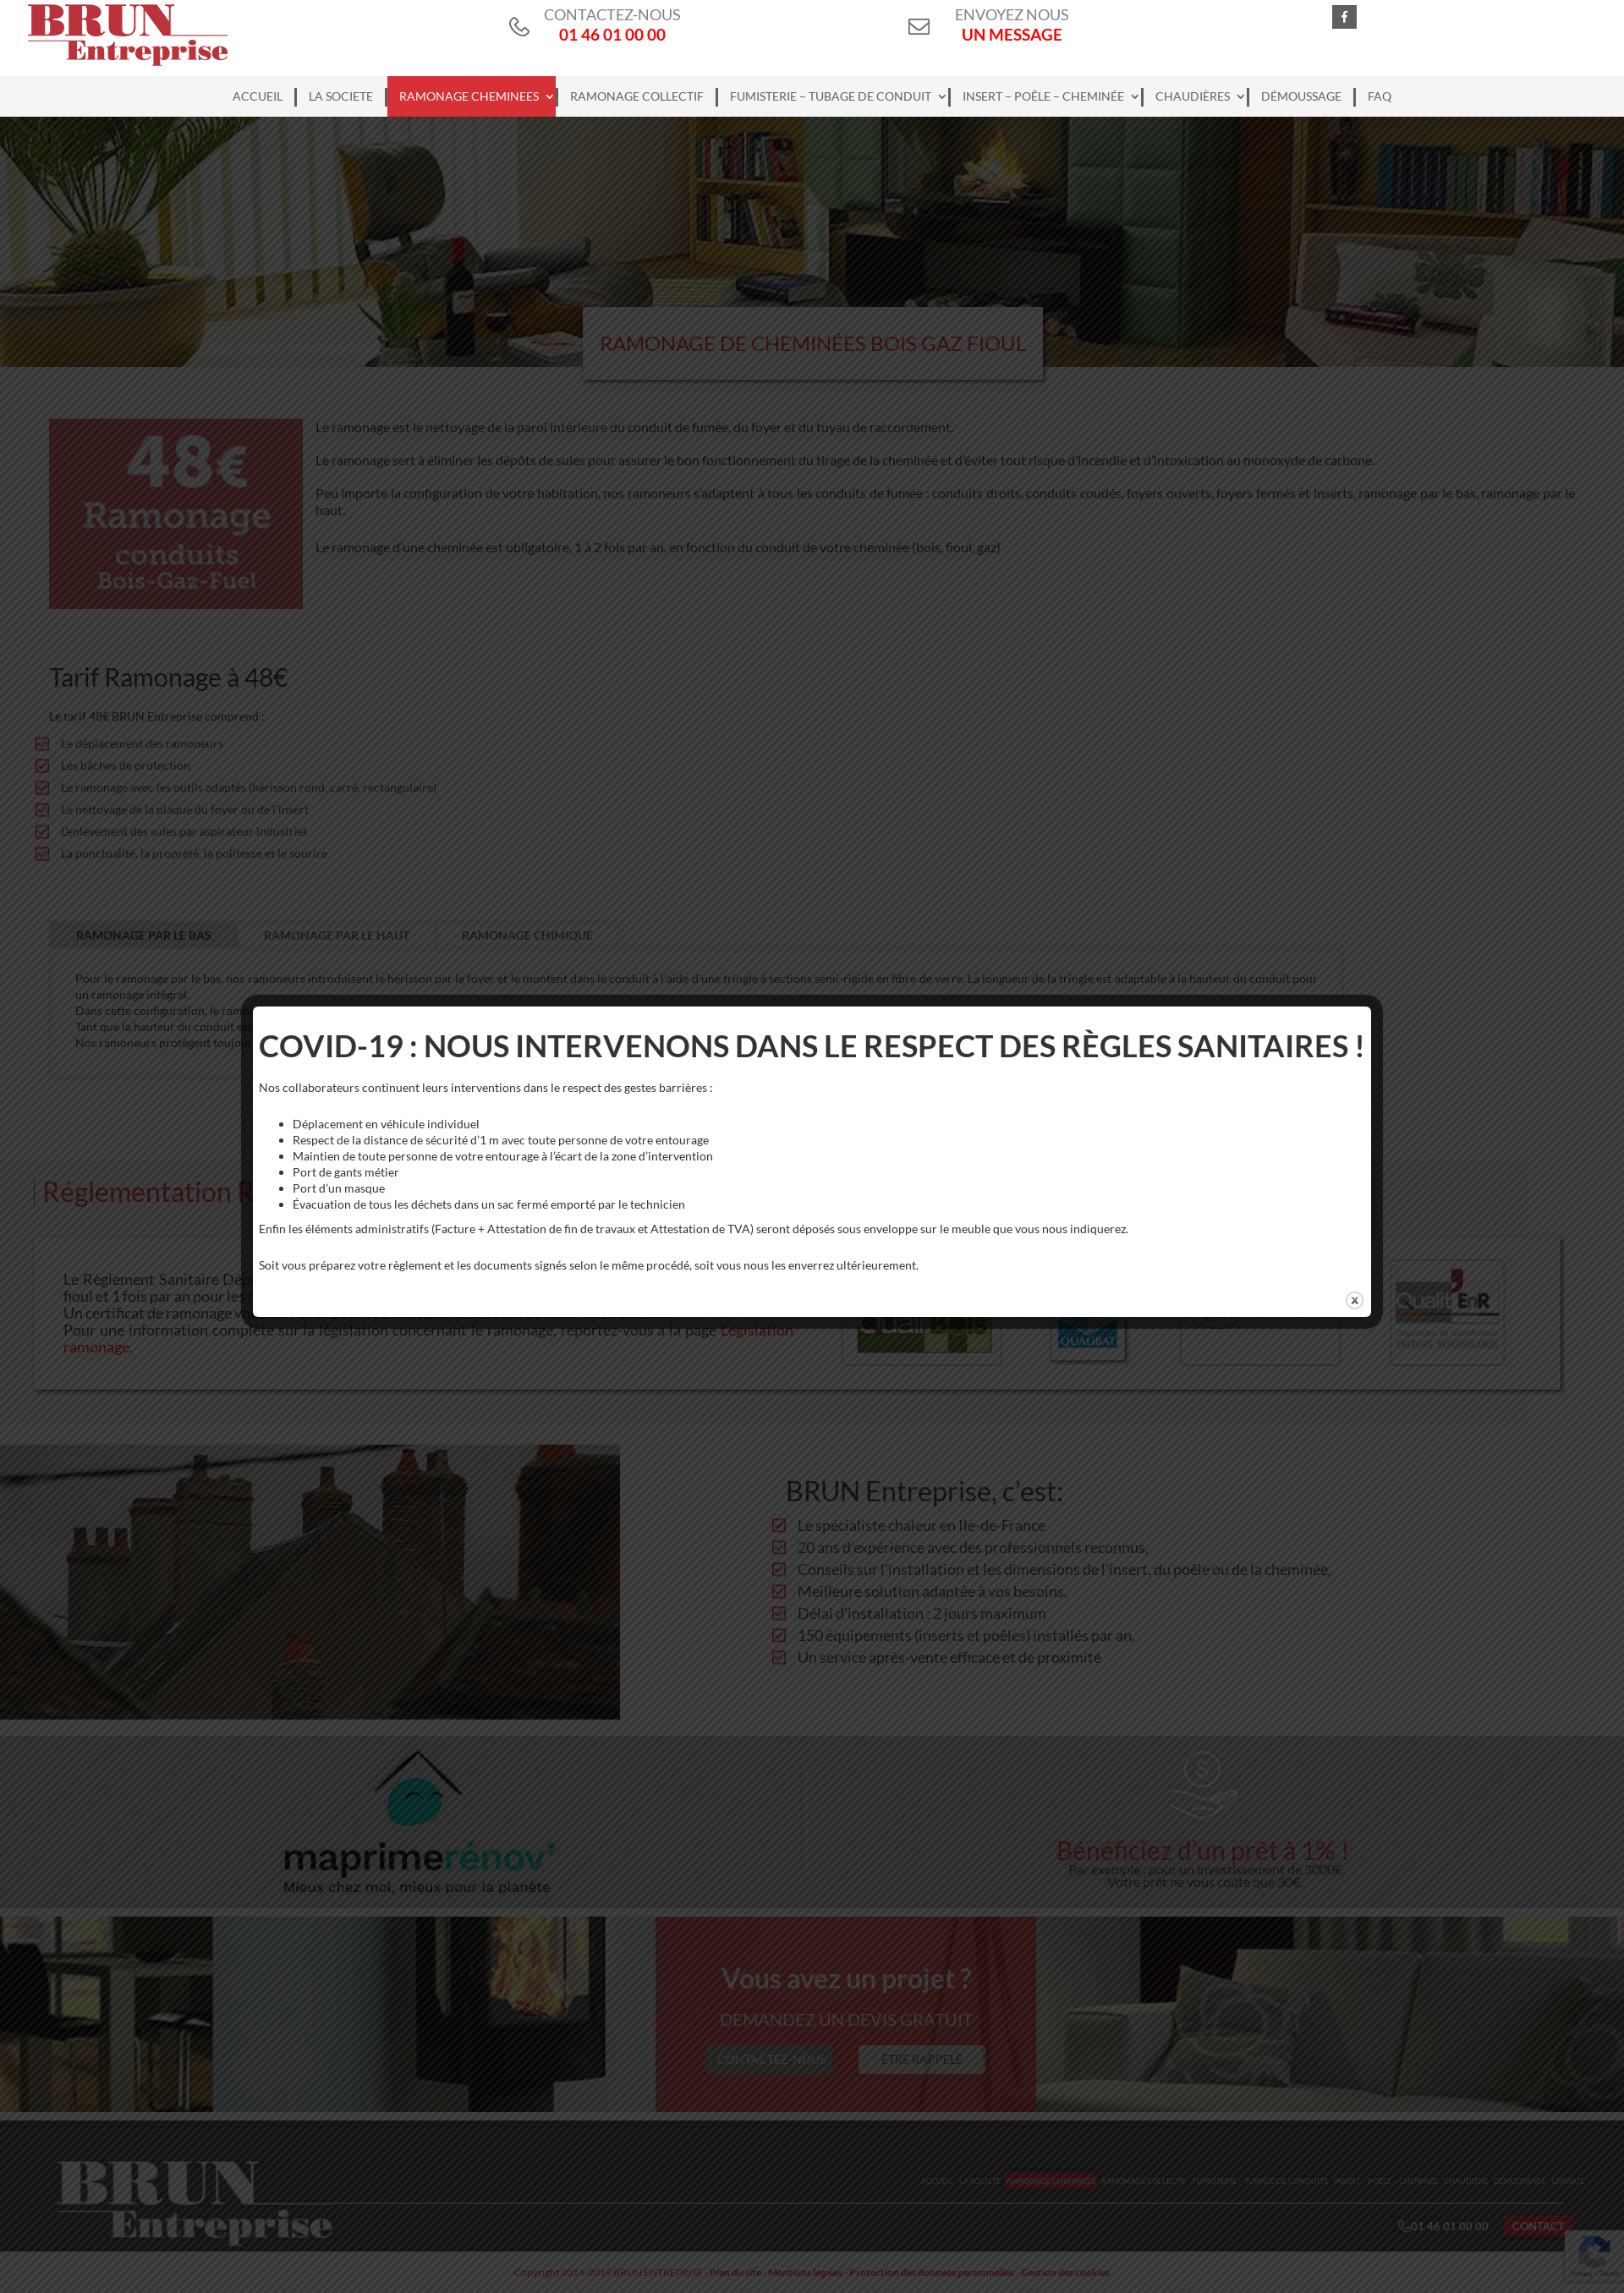 BRUN
Entreprise
CONTACTEZ-NOUS
01 46 01 00 00
ENVOYEZ NOUS
UN MESSAGE
ACCUEIL
LA SOCIETE
RAMONAGE CHEMINEES
RAMONAGE COLLECTIF
FUMISTERIE – TUBAGE DE CONDUIT
INSERT – POÊLE – CHEMINÉE
CHAUDIÈRES
DÉMOUSSAGE
FAQ
RAMONAGE DE CHEMINÉES BOIS GAZ FIOUL
48€
Ramonage
conduits
Bois-Gaz-Fuel
Le ramonage est le nettoyage de la paroi intérieure du conduit de fumée, du foyer et du tuyau de raccordement.
Le ramonage sert à éliminer les dépôts de suies pour assurer le bon fonctionnement du tirage de la cheminée et d’éviter tout risque d’incendie et d’intoxication au monoxyde de carbone.
Peu importe la configuration de votre habitation, nos ramoneurs s’adaptent à tous les conduits de fumée : conduits droits, conduits coudés, foyers ouverts, foyers fermés et inserts, ramonage par le bas, ramonage par le
haut.
Le ramonage d’une cheminée est obligatoire, 1 à 2 fois par an, en fonction du conduit de votre cheminée (bois, fioul, gaz)
Tarif Ramonage à 48€
Le tarif 48€ BRUN Entreprise comprend :
Le déplacement des ramoneurs
Les bâches de protection
Le ramonage avec les outils adaptés (hérisson rond, carré, rectangulaire)
Le nettoyage de la plaque du foyer ou de l’insert
L’enlèvement des suies par aspirateur industriel
La ponctualité, la propreté, la politesse et le sourire
RAMONAGE PAR LE BAS
RAMONAGE PAR LE HAUT
RAMONAGE CHIMIQUE
Pour le ramonage par le bas, nos ramoneurs introduisent le hérisson par le foyer et le montent dans le conduit à l’aide d’une tringle à sections semi-rigide en fibre de verre. La longueur de la tringle est adaptable à la hauteur du conduit pour
un ramonage intégral.
Dans cette configuration, le
Tant que la hauteur du conduit est
Nos ramoneurs protègent
COVID-19 : NOUS INTERVENONS DANS LE RESPECT DES RÈGLES SANITAIRES !
Nos collaborateurs continuent leurs interventions dans le respect des gestes barrières :
Déplacement en véhicule individuel
Respect de la distance de sécurité d’1 m avec toute personne de votre entourage
Maintien de toute personne de votre entourage à l’écart de la zone d’intervention
Port de gants métier
Port d’un masque
Évacuation de tous les déchets dans un sac fermé emporté par le technicien
Enfin les éléments administratifs (Facture + Attestation de fin de travaux et Attestation de TVA) seront déposés sous enveloppe sur le meuble que vous nous indiquerez.
Soit vous préparez votre règlement et les documents signés selon le même procédé, soit vous nous les enverrez ultérieurement.
Réglementation
Le Règlement Sanitaire
fioul et 1 fois par an pour les
Un certificat de ramonage
Pour une information complète sur la législation concernant le ramonage, reportez-vous à la page Législation
ramonage.
Quali Bois
QUALIBAT
Qualit EnR
ENERGIES RENOUVELABLES
BRUN Entreprise, c’est:
Le spécialiste chaleur en Ile-de-France
20 ans d’expérience avec des professionnels reconnus,
Conseils sur l’installation et les dimensions de l’insert, du poêle ou de la cheminée,
Meilleure solution adaptée à vos besoins,
Délai d’installation : 2 jours maximum
150 équipements (inserts et poêles) installés par an,
Un service après-vente efficace et de proximité
maprimerénov’
Mieux chez moi, mieux pour la planète
Bénéficiez d’un prêt à 1% !
Par exemple : pour un investissement de 3000€
Votre prêt ne vous coûte que 30€.
Vous avez un projet ?
DEMANDEZ UN DEVIS GRATUIT
CONTACTEZ-NOUS
ÊTRE RAPPELÉ
BRUN
Entreprise
ACCUEIL LA SOCIETE RAMONAGE CHEMINEES RAMONAGE COLLECTIF FUMISTERIE – TUBAGE DE CONDUITS INSERT – POÊLE – CHEMINÉE CHAUDIERE DEMOUSSAGE LEXIQUE
01 46 01 00 00
CONTACT
Copyright 2014-2019 BRUN ENTREPRISE - Plan du site - Mentions légales - Protection des données personnelles - Gestion des cookies